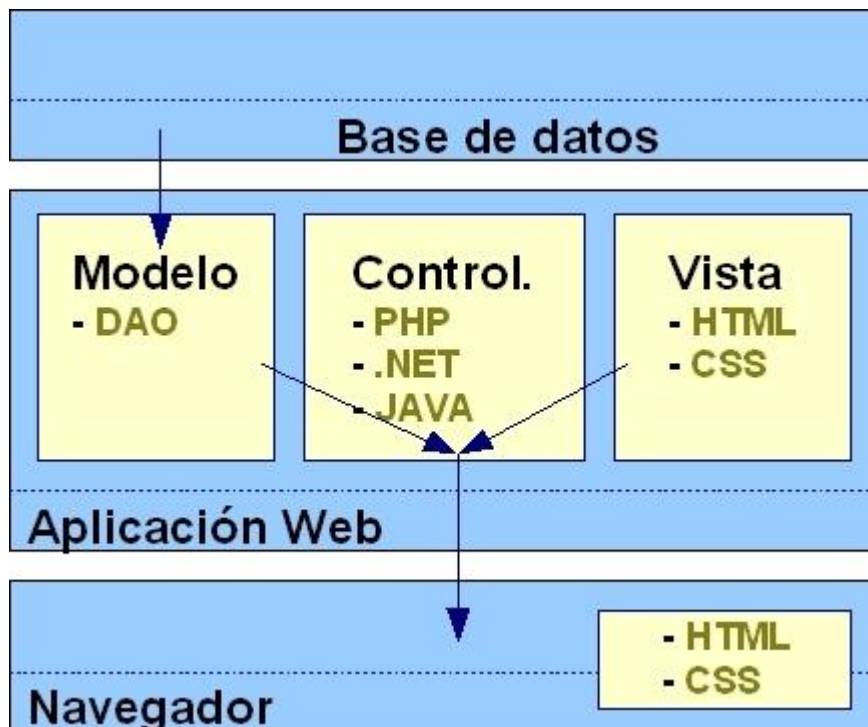 Base de datos
Modelo
- DAO
Control.
- PHP
- .NET
- JAVA
Vista
- HTML
- CSS
Aplicación Web
- HTML
- CSS
Navegador